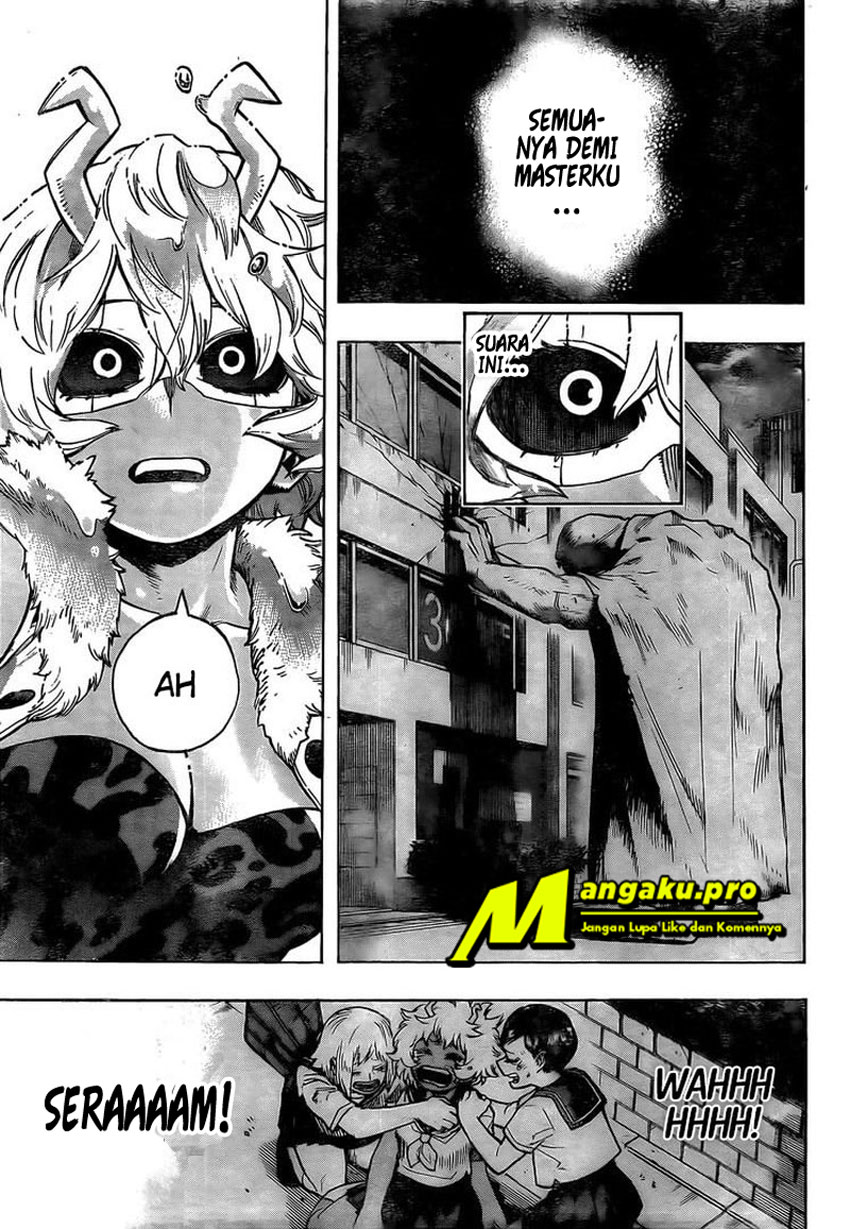 SEMUA-
NYA DEMI
MASTERKU
...
SUARA
INI...
3
AH
Mangaku.pro
Jangan Lupa Like dan Komennya
WAHHH
HHHH!
SERAAAAM!